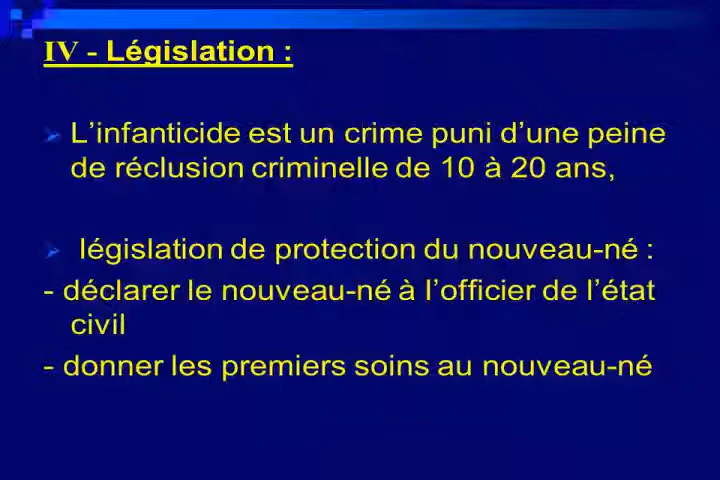 IV - Législation :
L’infanticide est un crime puni d’une peine
de réclusion criminelle de 10 à 20 ans,
législation de protection du nouveau-né :
- déclarer le nouveau-né à l’officier de l’état
civil
- donner les premiers soins au nouveau-né